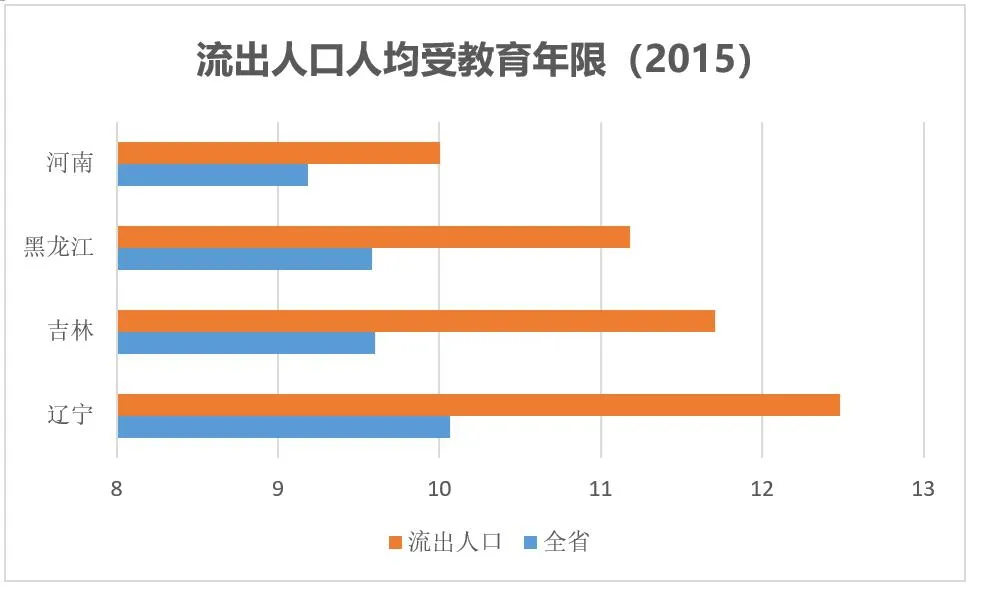 流出人口人均受教育年限（2015）
河南
黑龙江
吉林
辽宁
8 9 10 11 12 13
流出人口 全省